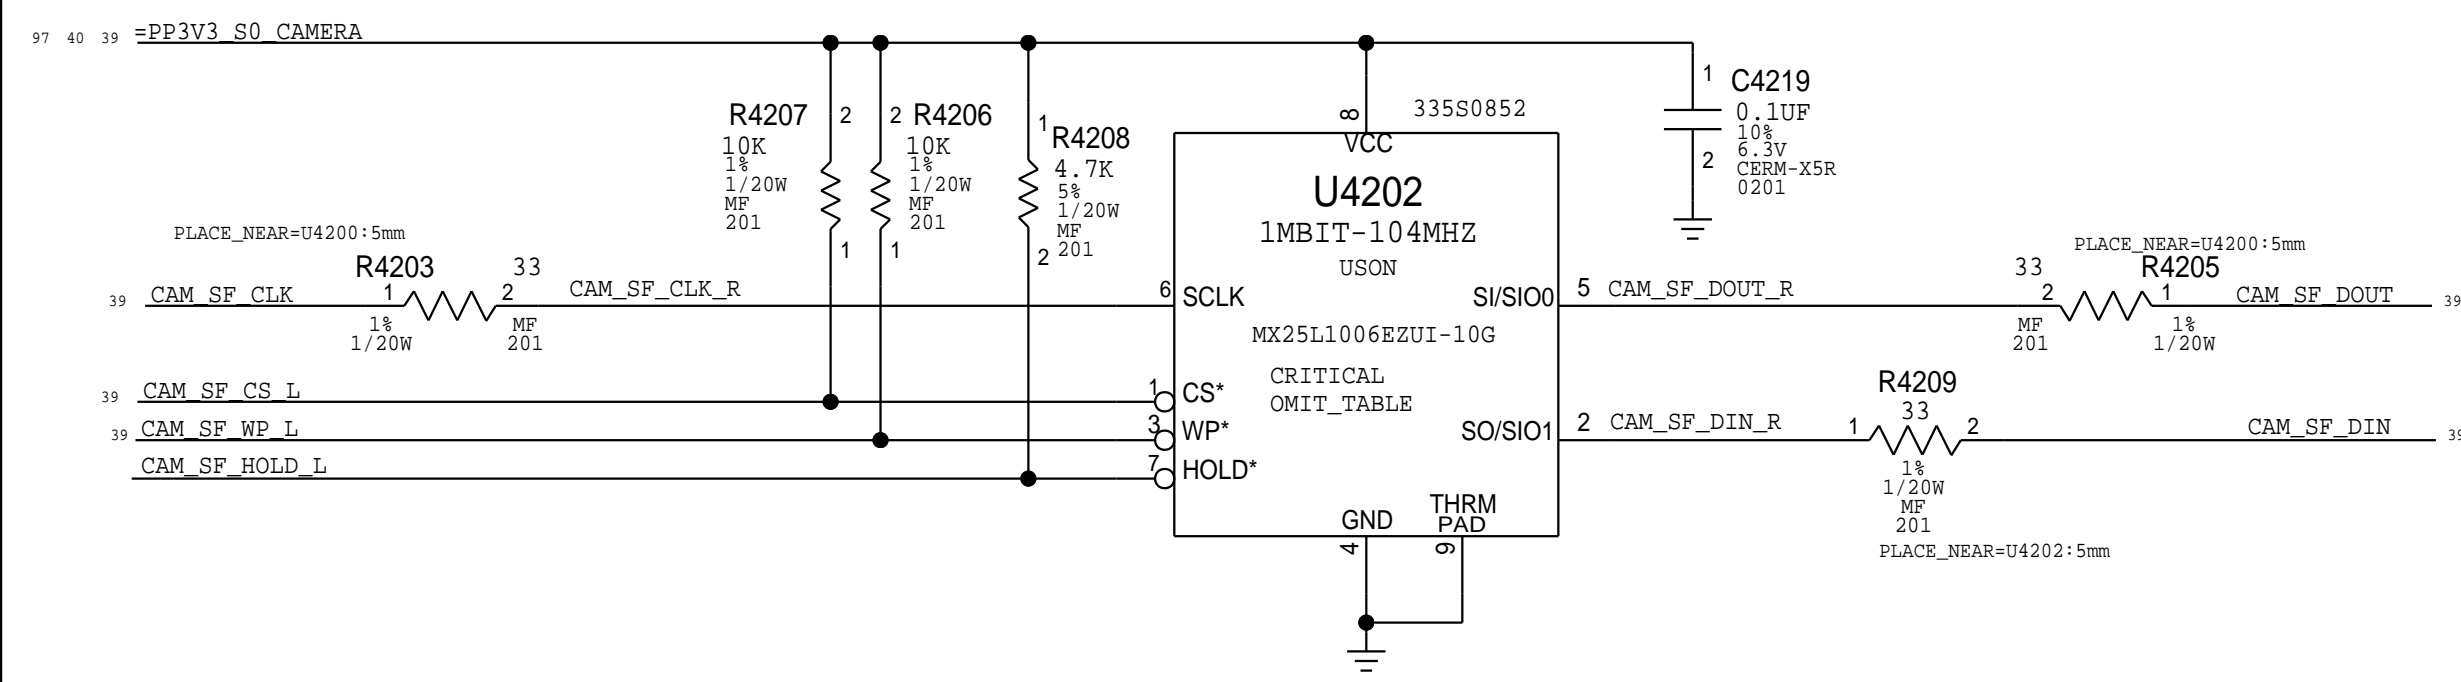 97 40 39 =PP3V3_S0_CAMERA
R4207
10K
1%
1/20W
MF
201
2
1
2
1
R4206
10K
1%
1/20W
MF
201
1
2
R4208
4.7K
5%
1/20W
MF
201
8
335S0852
VCC
U4202
1MBIT-104MHZ
USON
MX25L1006EZUI-10G
CRITICAL
OMIT_TABLE
1
2
C4219
0.1UF
10%
6.3V
CERM-X5R
0201
PLACE_NEAR=U4200:5mm
R4203 33
39 CAM_SF_CLK 1 2 CAM_SF_CLK_R 6 SCLK
1% MF
1/20W 201
39 CAM_SF_CS_L 1 CS*
39 CAM_SF_WP_L 3 WP*
CAM_SF_HOLD_L 7 HOLD*
PLACE_NEAR=U4200:5mm
33 R4205
SI/SIO0 5 CAM_SF_DOUT_R 2 1 CAM_SF_DOUT 39
MF 1%
201 1/20W
R4209
33
SO/SIO1 2 CAM_SF_DIN_R 1 2 CAM_SF_DIN 39
1%
1/20W
MF
201
PLACE_NEAR=U4202:5mm
GND
THRM
PAD
4 9